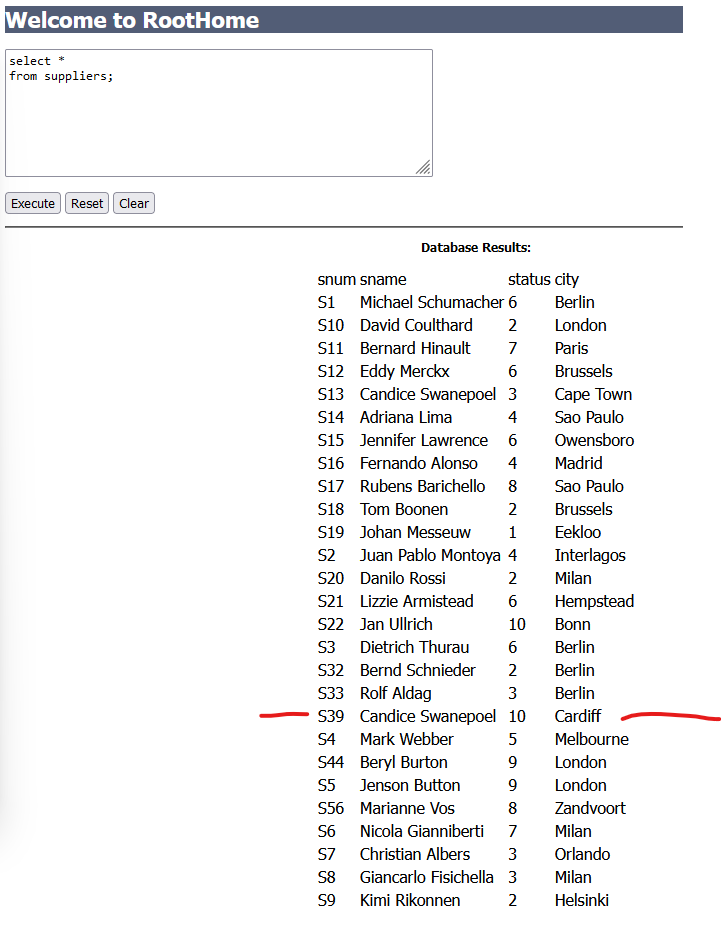 Welcome to RootHome
select *
from suppliers;
Execute Reset Clear
Database Results:
snum sname status city
S1 Michael Schumacher 6 Berlin
S10 David Coulthard 2 London
S11 Bernard Hinault 7 Paris
S12 Eddy Merckx 6 Brussels
S13 Candice Swanepoel 3 Cape Town
S14 Adriana Lima 4 Sao Paulo
S15 Jennifer Lawrence 6 Owensboro
S16 Fernando Alonso 4 Madrid
S17 Rubens Barichello 8 Sao Paulo
S18 Tom Boonen 2 Brussels
S19 Johan Messeuw 1 Eekloo
S2 Juan Pablo Montoya 4 Interlagos
S20 Danilo Rossi 2 Milan
S21 Lizzie Armistead 6 Hempstead
S22 Jan Ullrich 10 Bonn
S3 Dietrich Thurau 6 Berlin
S32 Bernd Schnieder 2 Berlin
S33 Rolf Aldag 3 Berlin
S39 Candice Swanepoel 10 Cardiff
S4 Mark Webber 5 Melbourne
S44 Beryl Burton 9 London
S5 Jenson Button 9 London
S56 Marianne Vos 8 Zandvoort
S6 Nicola Gianniberti 7 Milan
S7 Christian Albers 3 Orlando
S8 Giancarlo Fisichella 3 Milan
S9 Kimi Rikonnen 2 Helsinki